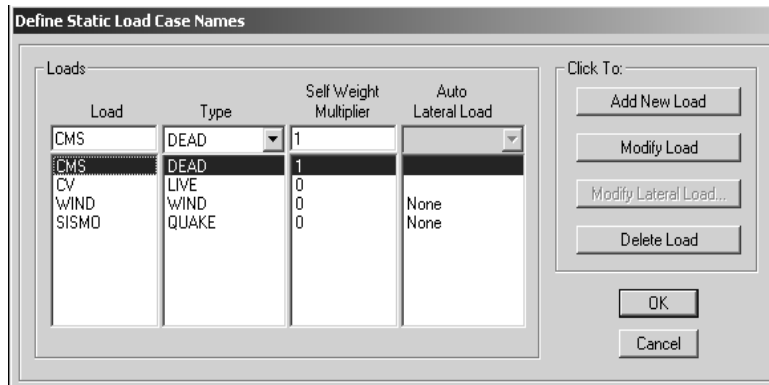 Define Static Load Case Names
Loads
Load Type Self Weight Multiplier Auto Lateral Load
CMS DEAD 1
CMS DEAD 1
CV LIVE 0
WIND WIND 0 None
SISMO QUAKE 0 None
Click To:
Add New Load
Modify Load
Modify Lateral Load...
Delete Load
OK
Cancel